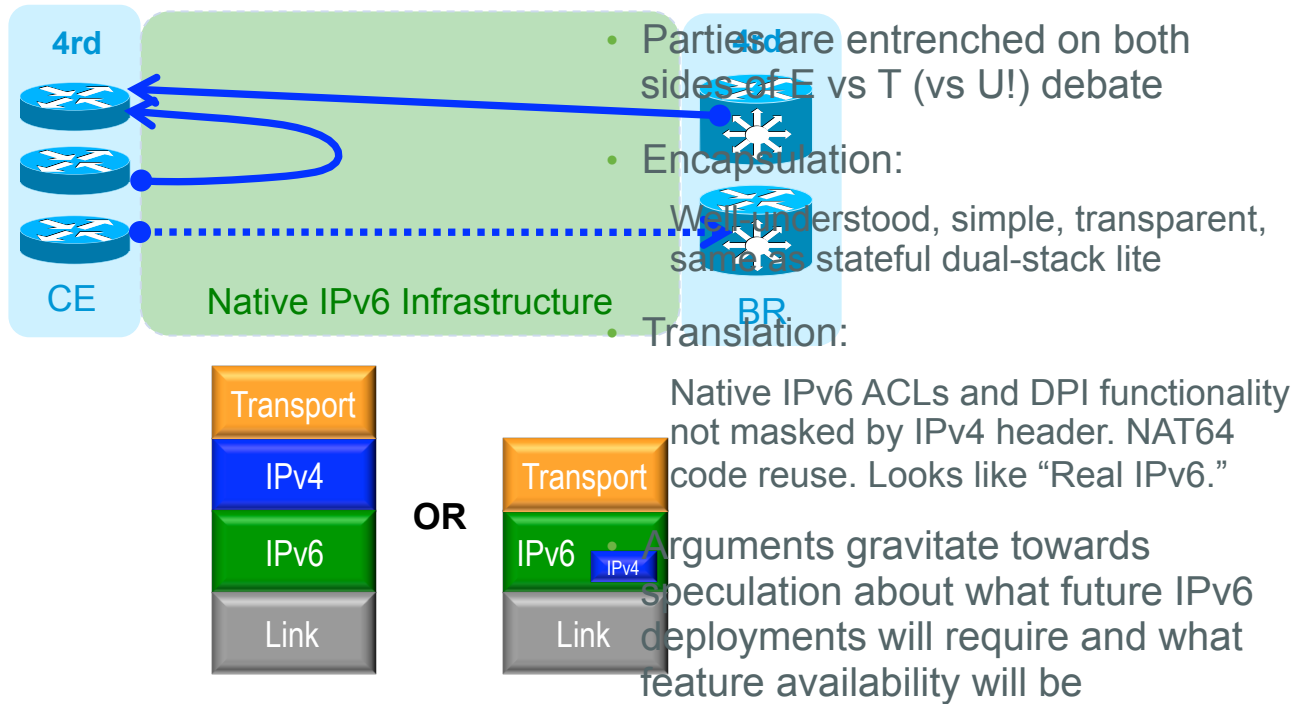 4rd
CE
Native IPv6 Infrastructure
4rd
BR
Transport
IPv4
IPv6
Link
OR
Transport
IPv6
IPv4
Link
• Parties are entrenched on both
sides of E vs T (vs U!) debate
• Encapsulation:
Well-understood, simple, transparent,
same as stateful dual-stack lite
• Translation:
Native IPv6 ACLs and DPI functionality
not masked by IPv4 header. NAT64
code reuse. Looks like “Real IPv6.”
• Arguments gravitate towards
speculation about what future IPv6
deployments will require and what
feature availability will be